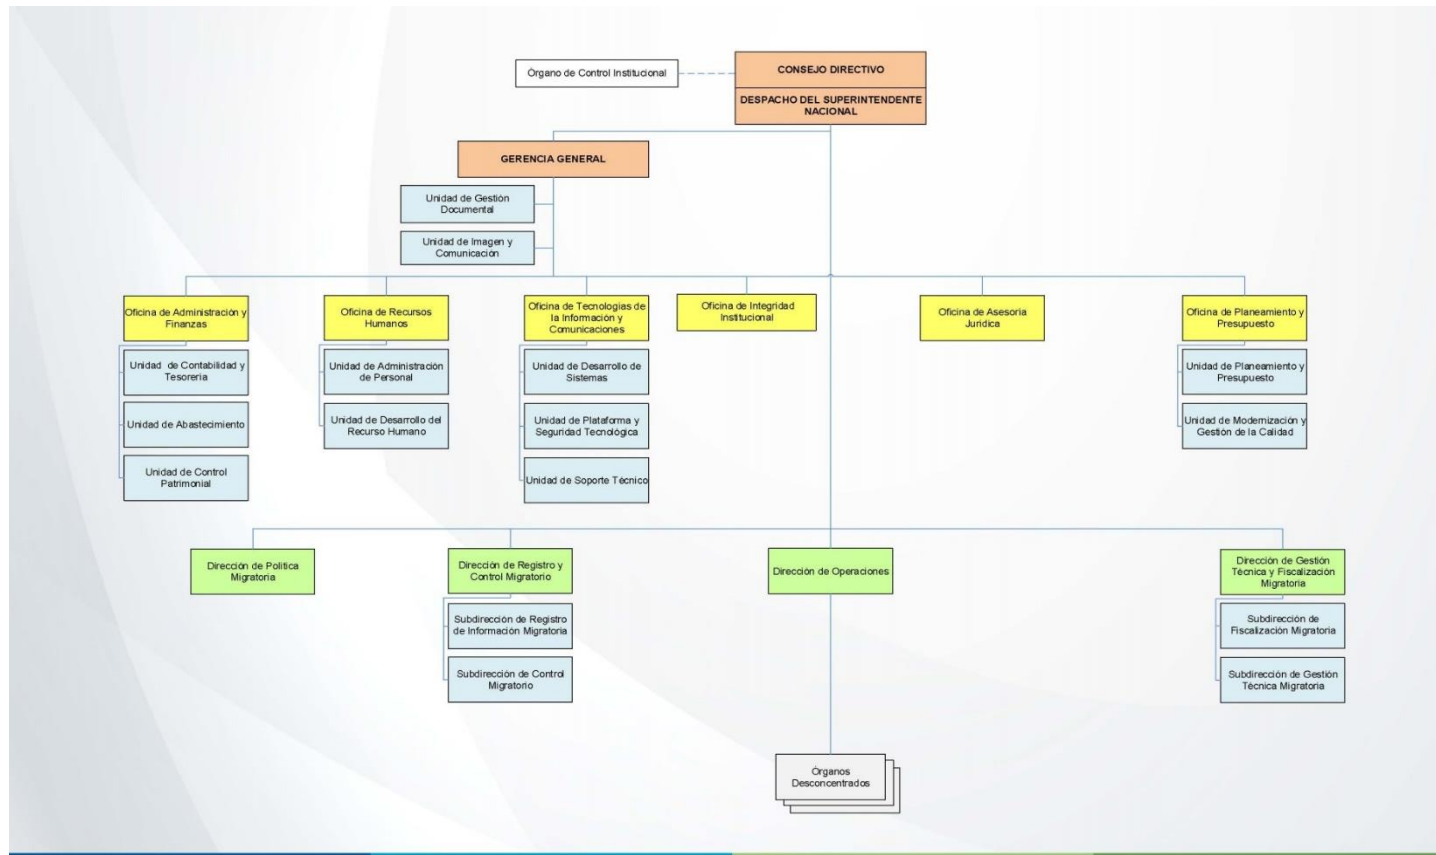 Órgano de Control Institucional
CONSEJO DIRECTIVO
DESPACHO DEL SUPERINTENDENTE
NACIONAL
GERENCIA GENERAL
Unidad de Gestión
Documental
Unidad de Imagen y
Comunicación
Oficina de Administración y
Finanzas
Oficina de Recursos
Humanos
Oficina de Tecnologías de
la Información y
Comunicaciones
Oficina de Integridad
Institucional
Oficina de Asesoria
Jurídica
Oficina de Planeamiento y
Presupuesto
Unidad de Contabilidad y
Tesorería
Unidad de Abastecimiento
Unidad de Control
Patrimonial
Unidad de Administración
de Personal
Unidad de Desarrollo del
Recurso Humano
Unidad de Desarrollo de
Sistemas
Unidad de Plataforma y
Seguridad Tecnológica
Unidad de Soporte Técnico
Unidad de Planeamiento y
Presupuesto
Unidad de Modernización y
Gestión de la Calidad
Dirección de Política
Migratoria
Dirección de Registro y
Control Migratorio
Dirección de Operaciones
Dirección de Gestión
Técnica y Fiscalización
Migratoria
Subdirección de Registro
de Información Migratoria
Subdirección de Control
Migratorio
Subdirección de
Fiscalización Migratoria
Subdirección de Gestión
Técnica Migratoria
Órganos
Desconcentrados